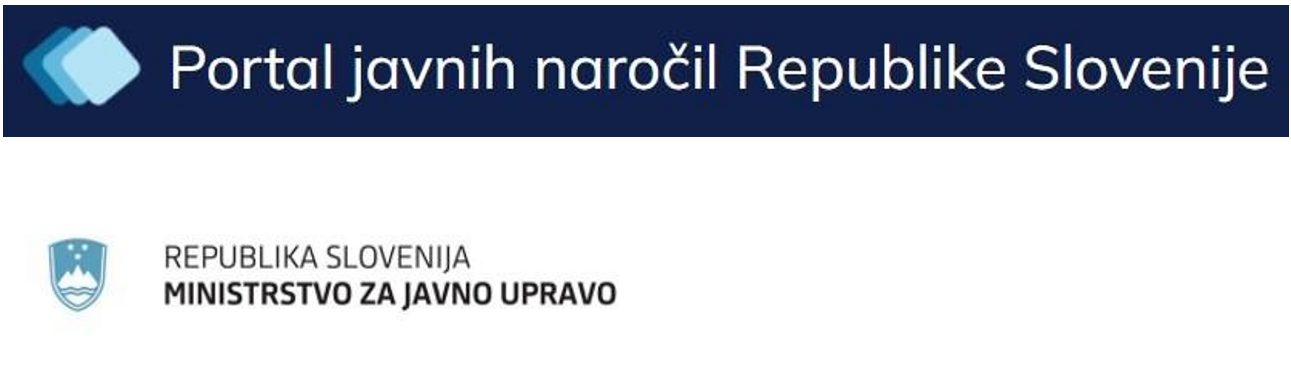 Portal javnih naročil Republike Slovenije
REPUBLIKA SLOVENIJA
MINISTRSTVO ZA JAVNO UPRAVO